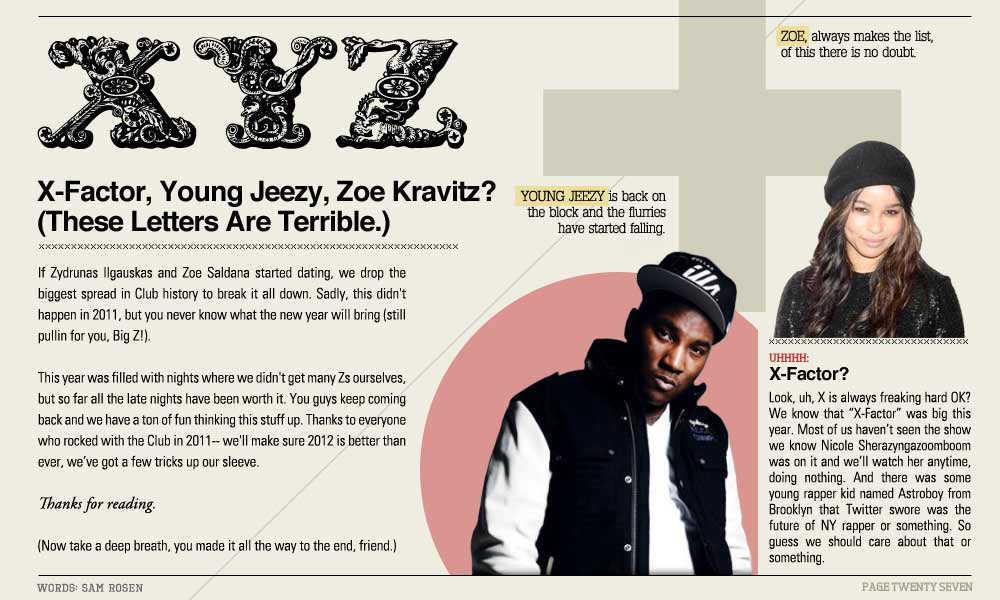 XYZ
X-Factor, Young Jeezy, Zoe Kravitz?
(These Letters Are Terrible.)
If Zydrunas Ilgauskas and Zoe Saldana started dating, we drop the
biggest spread in Club history to break it all down. Sadly, this didn't
happen in 2011, but you never know what the new year will bring (still
pullin for you, Big Z!).
This year was filled with nights where we didn't get many Zs ourselves,
but so far all the late nights have been worth it. You guys keep coming
back and we have a ton of fun thinking this stuff up. Thanks to everyone
who rocked with the Club in 2011-- we'll make sure 2012 is better than
ever, we've got a few tricks up our sleeve.
Thanks for reading.
(Now take a deep breath, you made it all the way to the end, friend.)
YOUNG JEEZY is back on
the block and the flurries
have started falling.
illa
ZOE, always makes the list,
of this there is no doubt.
UHHHH:
X-Factor?
Look, uh, X is always freaking hard OK?
We know that “X-Factor” was big this
year. Most of us haven’t seen the show
we know Nicole Sherazyngazoomboom
was on it and we’ll watch her anytime,
doing nothing. And there was some
young rapper kid named Astroboy from
Brooklyn that Twitter swore was the
future of NY rapper or something. So
guess we should care about that or
something.
WORDS: SAM ROSEN
PAGE TWENTY SEVEN